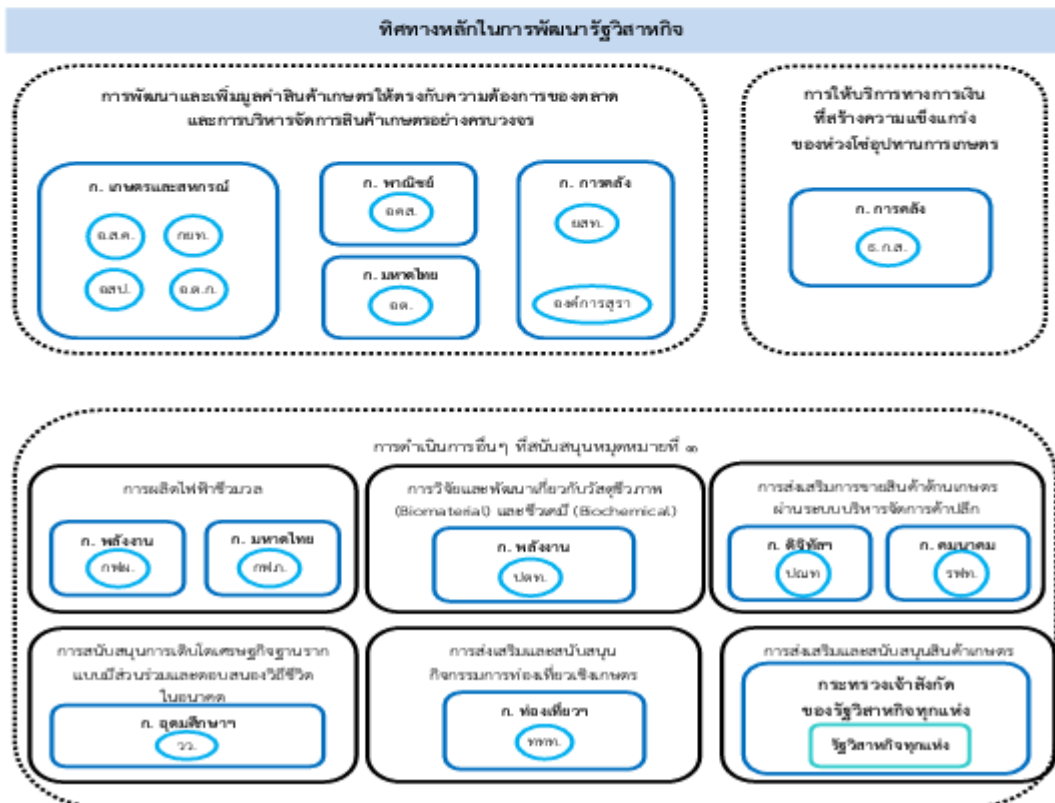 ทิศทางหลักในการพัฒนารัฐวิสาหกิจ
การพัฒนาและเพิ่มมูลค่าสินค้าเกษตรให้ตรงกับความต้องการของตลาด
และการบริหารจัดการสินค้าเกษตรอย่างครบวงจร
ก. เกษตรและสหกรณ์
อ.ส.ค.
กยท.
อสป.
อ.ต.ก.
ก. พาณิชย์
อคส.
ก. มหาดไทย
อต.
ก. การคลัง
ยสท.
องค์การสุรา
การให้บริการทางการเงิน
ที่สร้างความแข็งแกร่ง
ของห่วงโซ่อุปทานการเกษตร
ก. การคลัง
ธ.ก.ส.
การดำเนินการอื่นๆ ที่สนับสนุนหมุดหมายที่ ๑
การผลิตไฟฟ้าชีวมวล
ก. พลังงาน
กฟผ.
ก. มหาดไทย
กฟภ.
การวิจัยและพัฒนาเกี่ยวกับวัสดุชีวภาพ
(Biomaterial) และชีวเคมี (Biochemical)
ก. พลังงาน
ปตท.
การส่งเสริมการขายสินค้าด้านเกษตร
ผ่านระบบบริหารจัดการค้าปลีก
ก. ดิจิทัลฯ
ปณท
ก. คมนาคม
รฟท.
การสนับสนุนการเติบโตเศรษฐกิจฐานราก
แบบมีส่วนร่วมและตอบสนองวิถีชีวิต
ในอนาคต
ก. อุดมศึกษาฯ
วว.
การส่งเสริมและสนับสนุน
กิจกรรมการท่องเที่ยวเชิงเกษตร
ก. ท่องเที่ยวฯ
ททท.
การส่งเสริมและสนับสนุนสินค้าเกษตร
กระทรวงเจ้าสังกัด
ของรัฐวิสาหกิจทุกแห่ง
รัฐวิสาหกิจทุกแห่ง